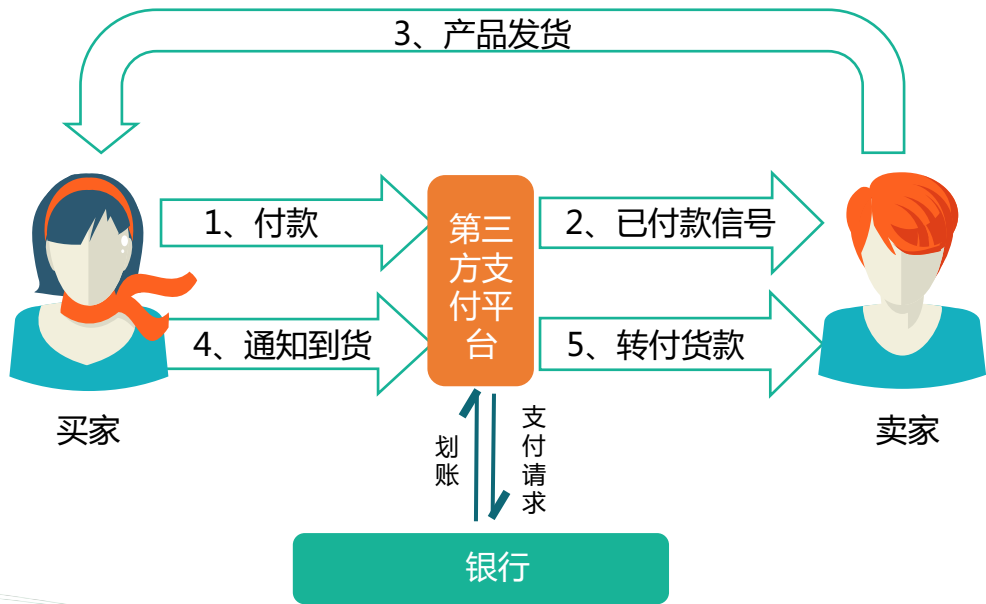 3、产品发货
1、付款
2、已付款信号
第三
方支
付平
台
4、通知到货
5、转付货款
买家
卖家
划账
支付请求
银行